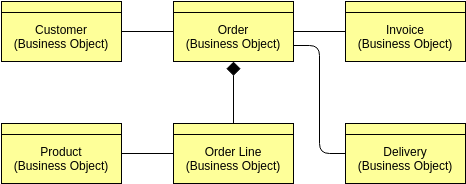 Customer
(Business Object)
Order
(Business Object)
Invoice
(Business Object)
Product
(Business Object)
Order Line
(Business Object)
Delivery
(Business Object)